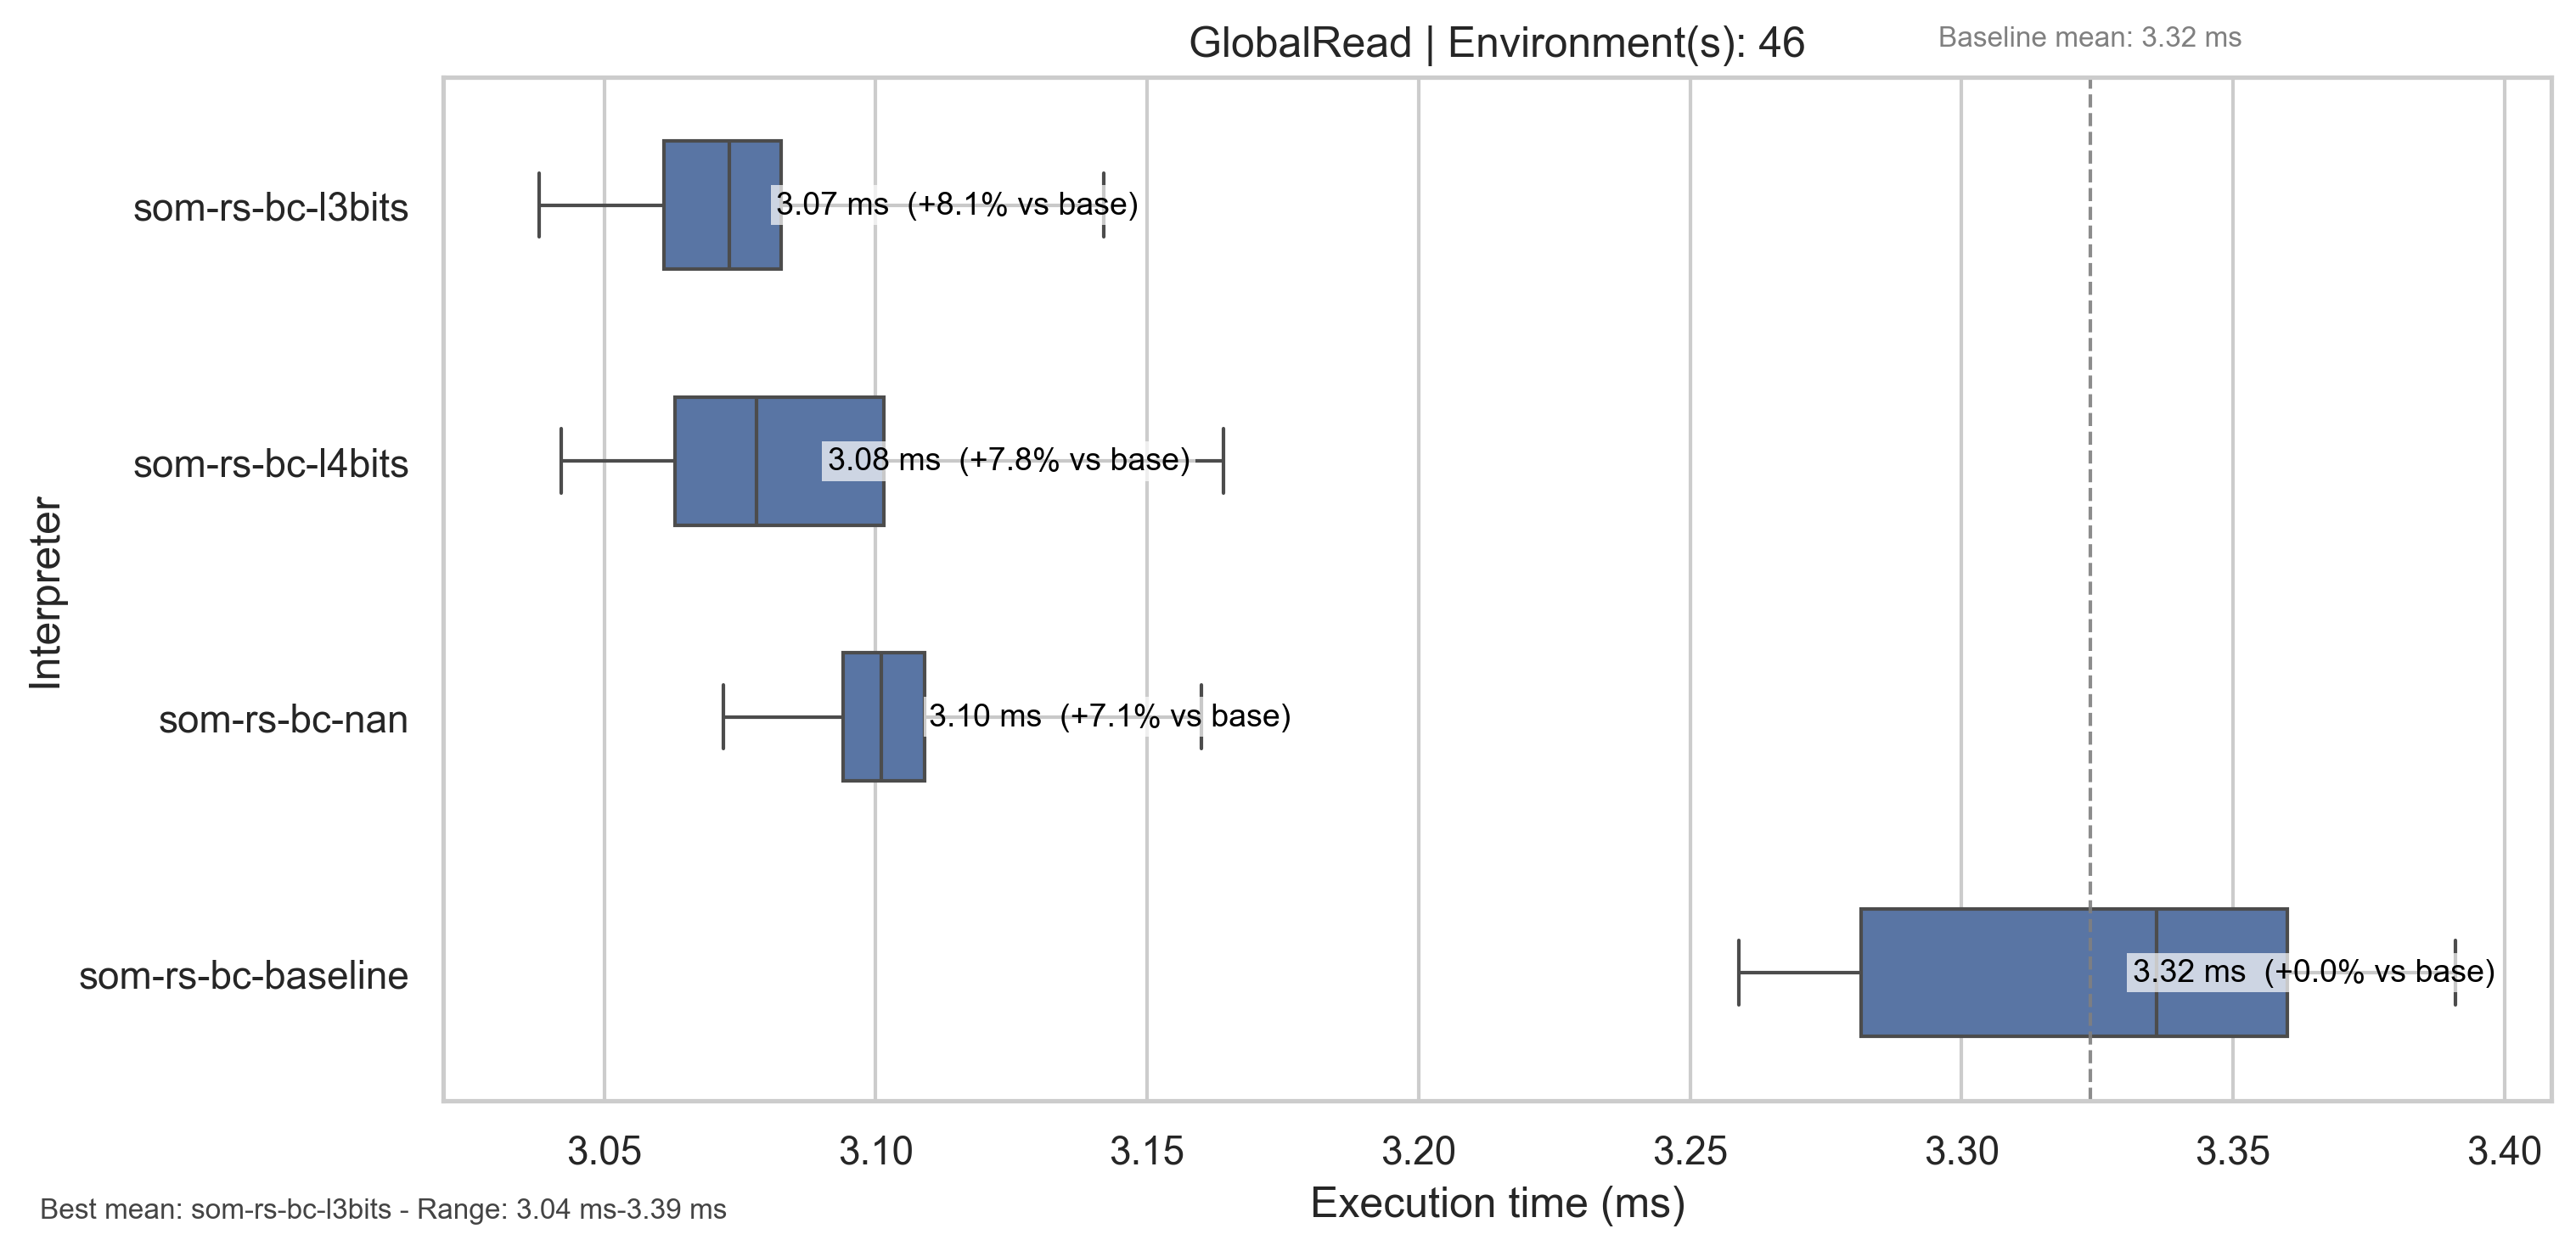 GlobalRead | Environment(s): 46
Baseline mean: 3.32 ms
som-rs-bc-l3bits
3.07 ms  (+8.1% vs base)
som-rs-bc-l4bits
3.08 ms  (+7.8% vs base)
Interpreter
som-rs-bc-nan
3.10 ms  (+7.1% vs base)
som-rs-bc-baseline
3.32 ms  (+0.0% vs base)
3.05 3.10 3.15 3.20 3.25 3.30 3.35 3.40
Execution time (ms)
Best mean: som-rs-bc-l3bits - Range: 3.04 ms-3.39 ms